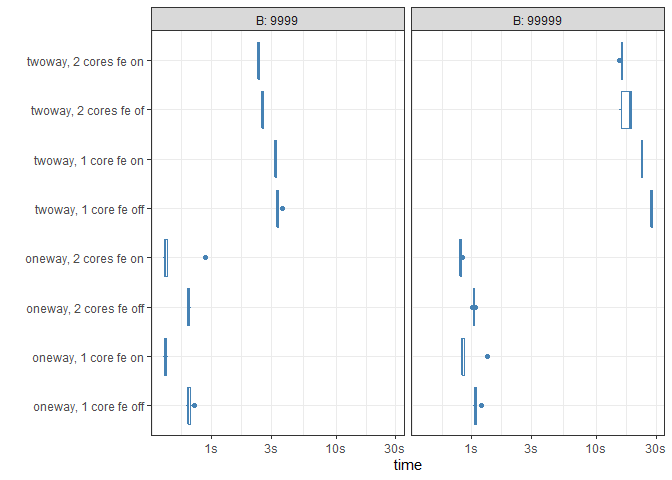 B: 9999
B: 99999
twoway, 2 cores fe on
twoway, 2 cores fe of
twoway, 1 core fe on
twoway, 1 core fe off
oneway, 2 cores fe on
oneway, 2 cores fe off
oneway, 1 core fe on
oneway, 1 core fe off
1s 3s 10s 30s
1s 3s 10s 30s
time